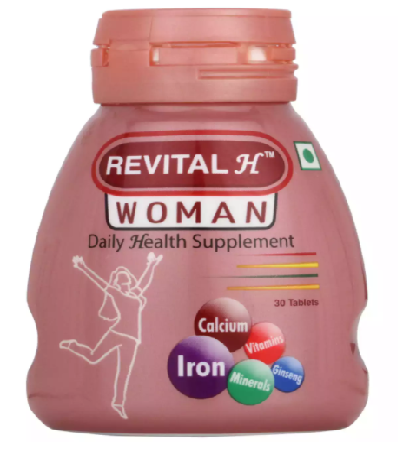 REVITAL H™
WOMAN
Daily Health Supplement
30 Tablets
Calcium
Vitamins
Iron
Minerals
Ginseng